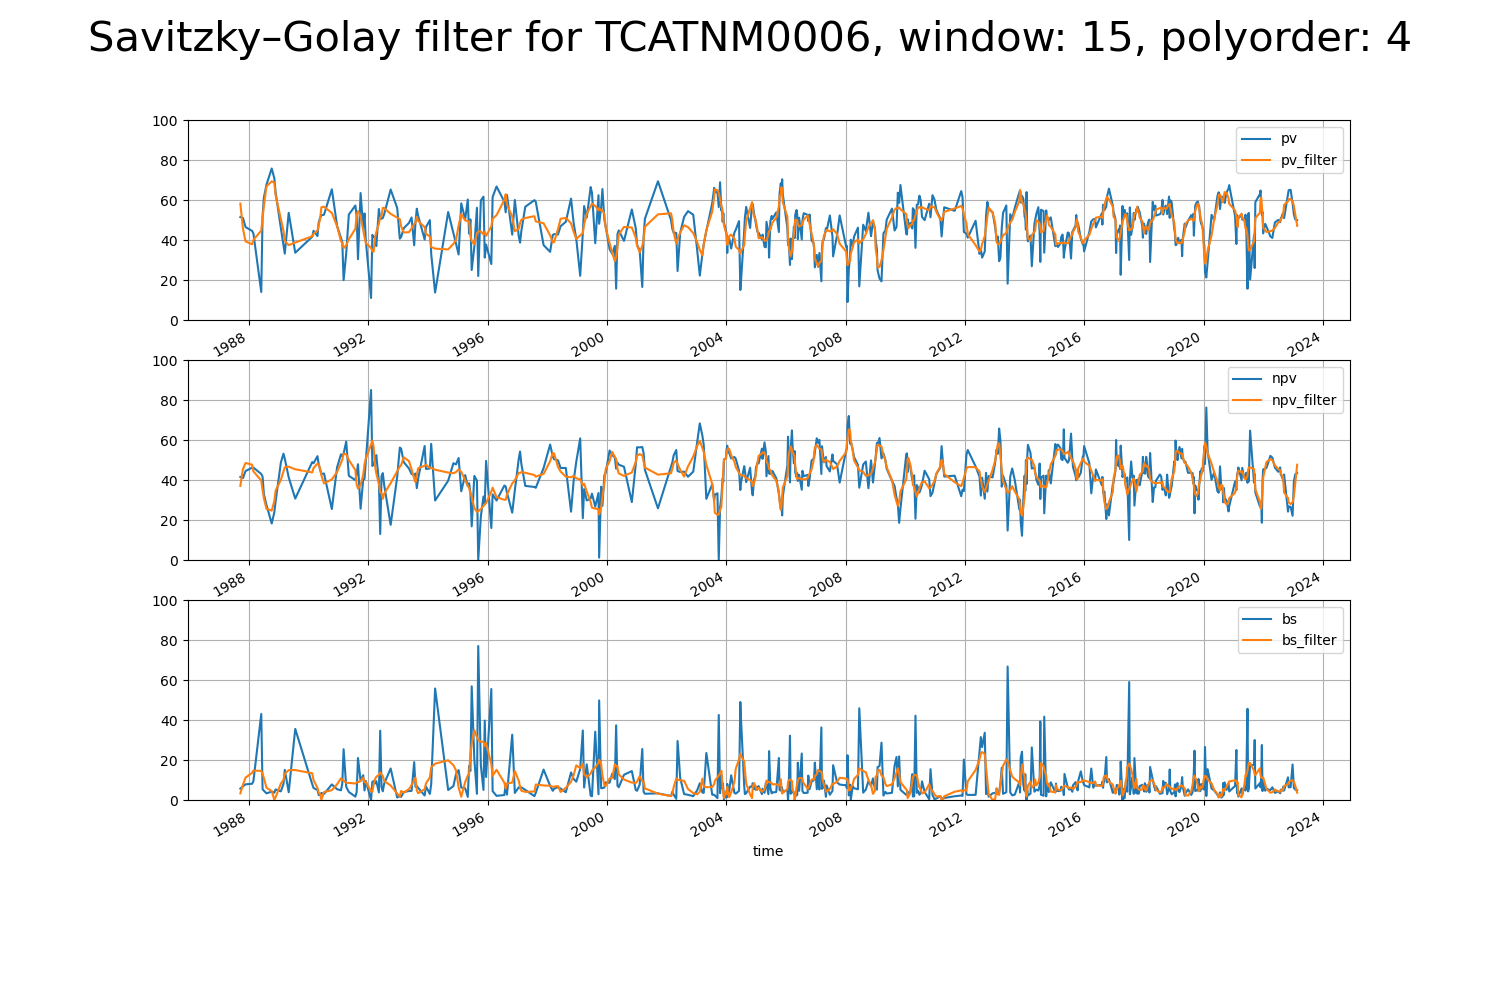 Savitzky–Golay filter for TCATNM0006, window: 15, polyorder: 4
100
80
60
40
20
0
pv
pv_filter
1988 1992 1996 2000 2004 2008 2012 2016 2020 2024
100
80
60
40
20
0
npv
npv_filter
1988 1992 1996 2000 2004 2008 2012 2016 2020 2024
100
80
60
40
20
0
bs
bs_filter
1988 1992 1996 2000 2004 2008 2012 2016 2020 2024
time